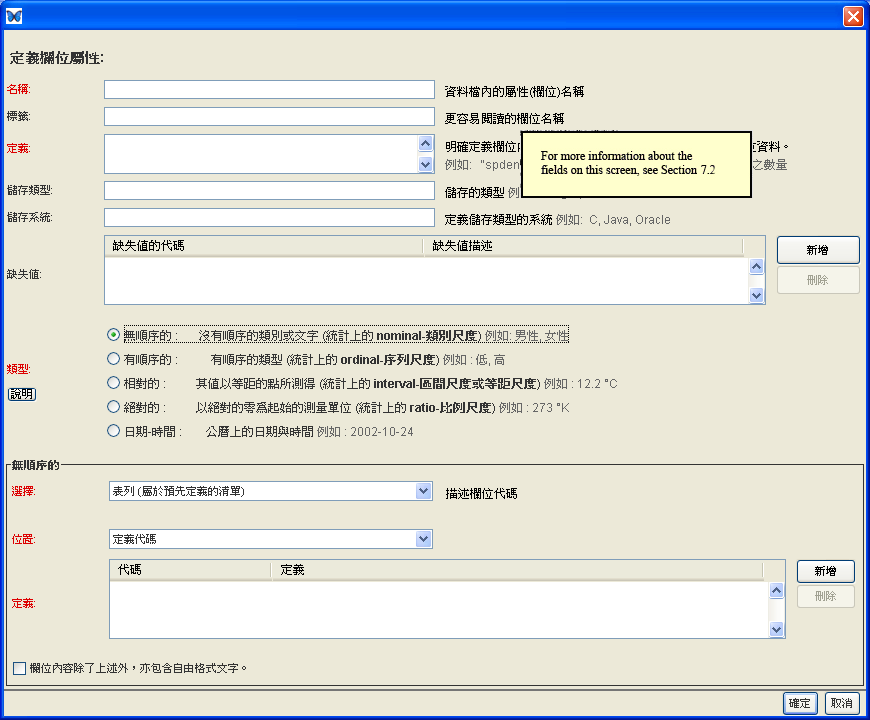 定義欄位屬性:
名稱:
資料檔內的屬性(欄位)名稱
標籤:
更容易閱讀的欄位名稱
定義:
明確定義欄位
資料。
例如: "spden
之數量
For more information about the
fields on this screen, see Section 7.2
儲存類型:
儲存的類型 例
儲存系統:
定義儲存類型的系統 例如: C, Java, Oracle
缺失值:
缺失值的代碼 缺失值描述
新增
刪除
類型:
說明
無順序的 : 沒有順序的類別或文字 (統計上的 nominal-類別尺度) 例如: 男性, 女性
有順序的 : 有順序的類型 (統計上的 ordinal-序列尺度) 例如 : 低, 高
相對的 : 其值以等距的點所測得 (統計上的 interval-區間尺度或等距尺度) 例如 : 12.2 °C
絕對的 : 以絕對的零為起始的測量單位 (統計上的 ratio-比例尺度) 例如 : 273 °K
日期-時間 : 公曆上的日期與時間 例如 : 2002-10-24
無順序的
選擇:
表列 (屬於預先定義的清單)
描述欄位代碼
位置:
定義代碼
定義:
代碼 定義
新增
刪除
欄位內容除了上述外，亦包含自由格式文字。
確定 取消